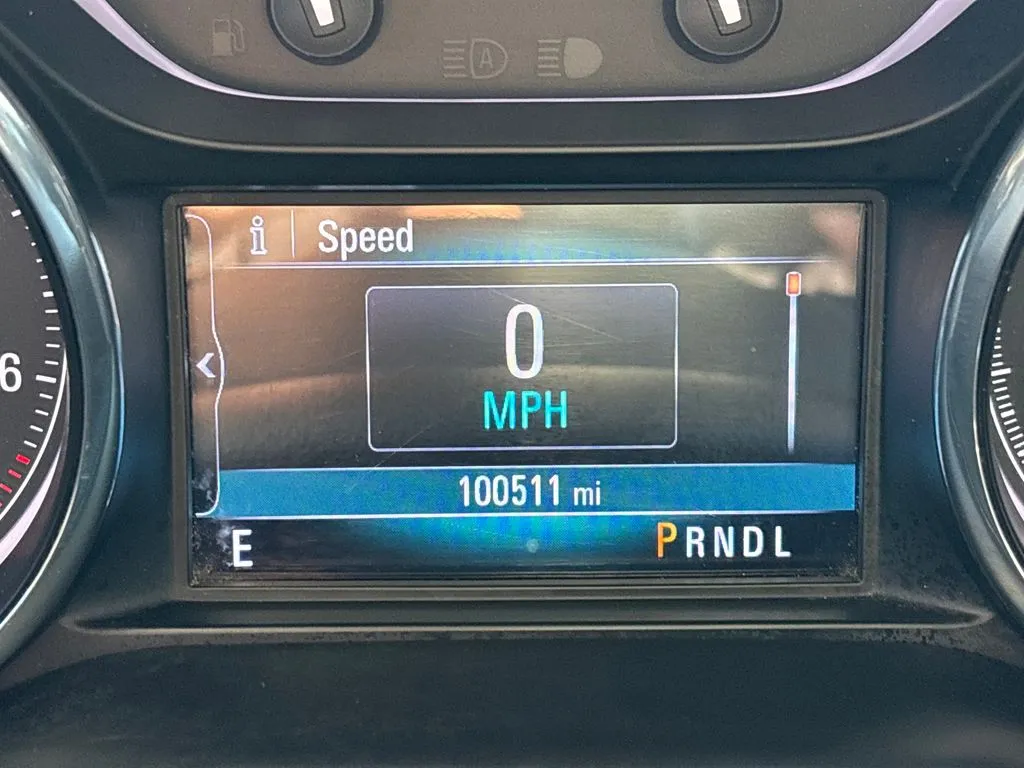 A
i Speed
6
0
MPH
100511 mi
E PRNDL